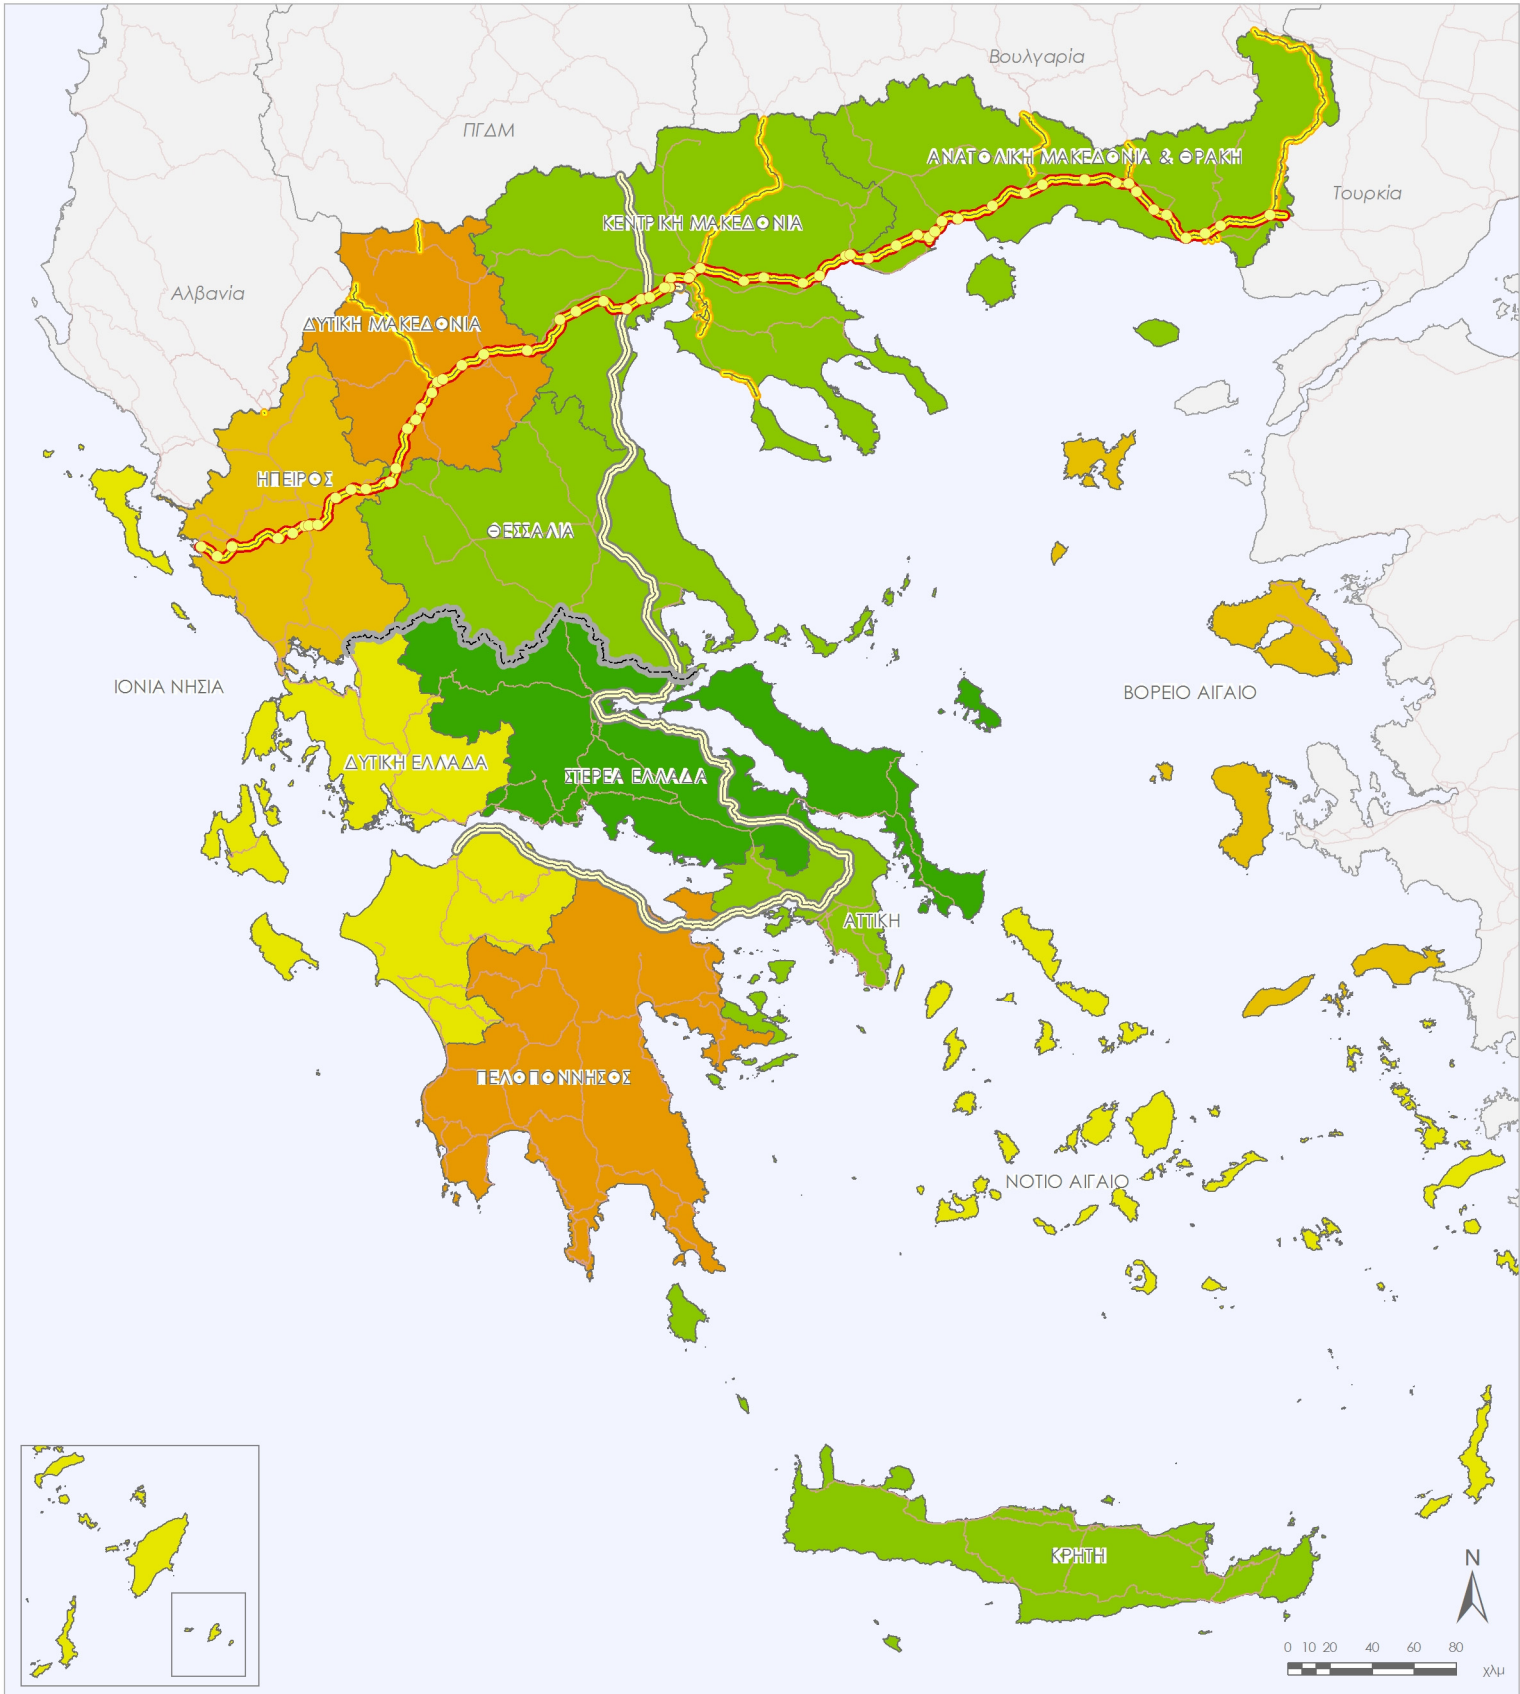 Βουλγαρία
ΠΓΔΜ
ΑΝΑΤΟΛΙΚΗ ΜΑΚΕΔΟΝΙΑ & ΘΡΑΚΗ
Τουρκία
ΚΕΝΤΡΙΚΗ ΜΑΚΕΔΟΝΙΑ
Αλβανία
ΔΥΤΙΚΗ ΜΑΚΕΔΟΝΙΑ
ΗΠΕΙΡΟΣ
ΘΕΣΣΑΛΙΑ
ΙΟΝΙΑ ΝΗΣΙΑ
ΒΟΡΕΙΟ ΑΙΓΑΙΟ
ΔΥΤΙΚΗ ΕΛΛΑΔΑ
ΣΤΕΡΕΑ ΕΛΛΑΔΑ
ΑΤΤΙΚΗ
ΠΕΛΟΠΟΝΝΗΣΟΣ
ΝΟΤΙΟ ΑΙΓΑΙΟ
ΚΡΗΤΗ
N
0 10 20 40 60 80
χλμ